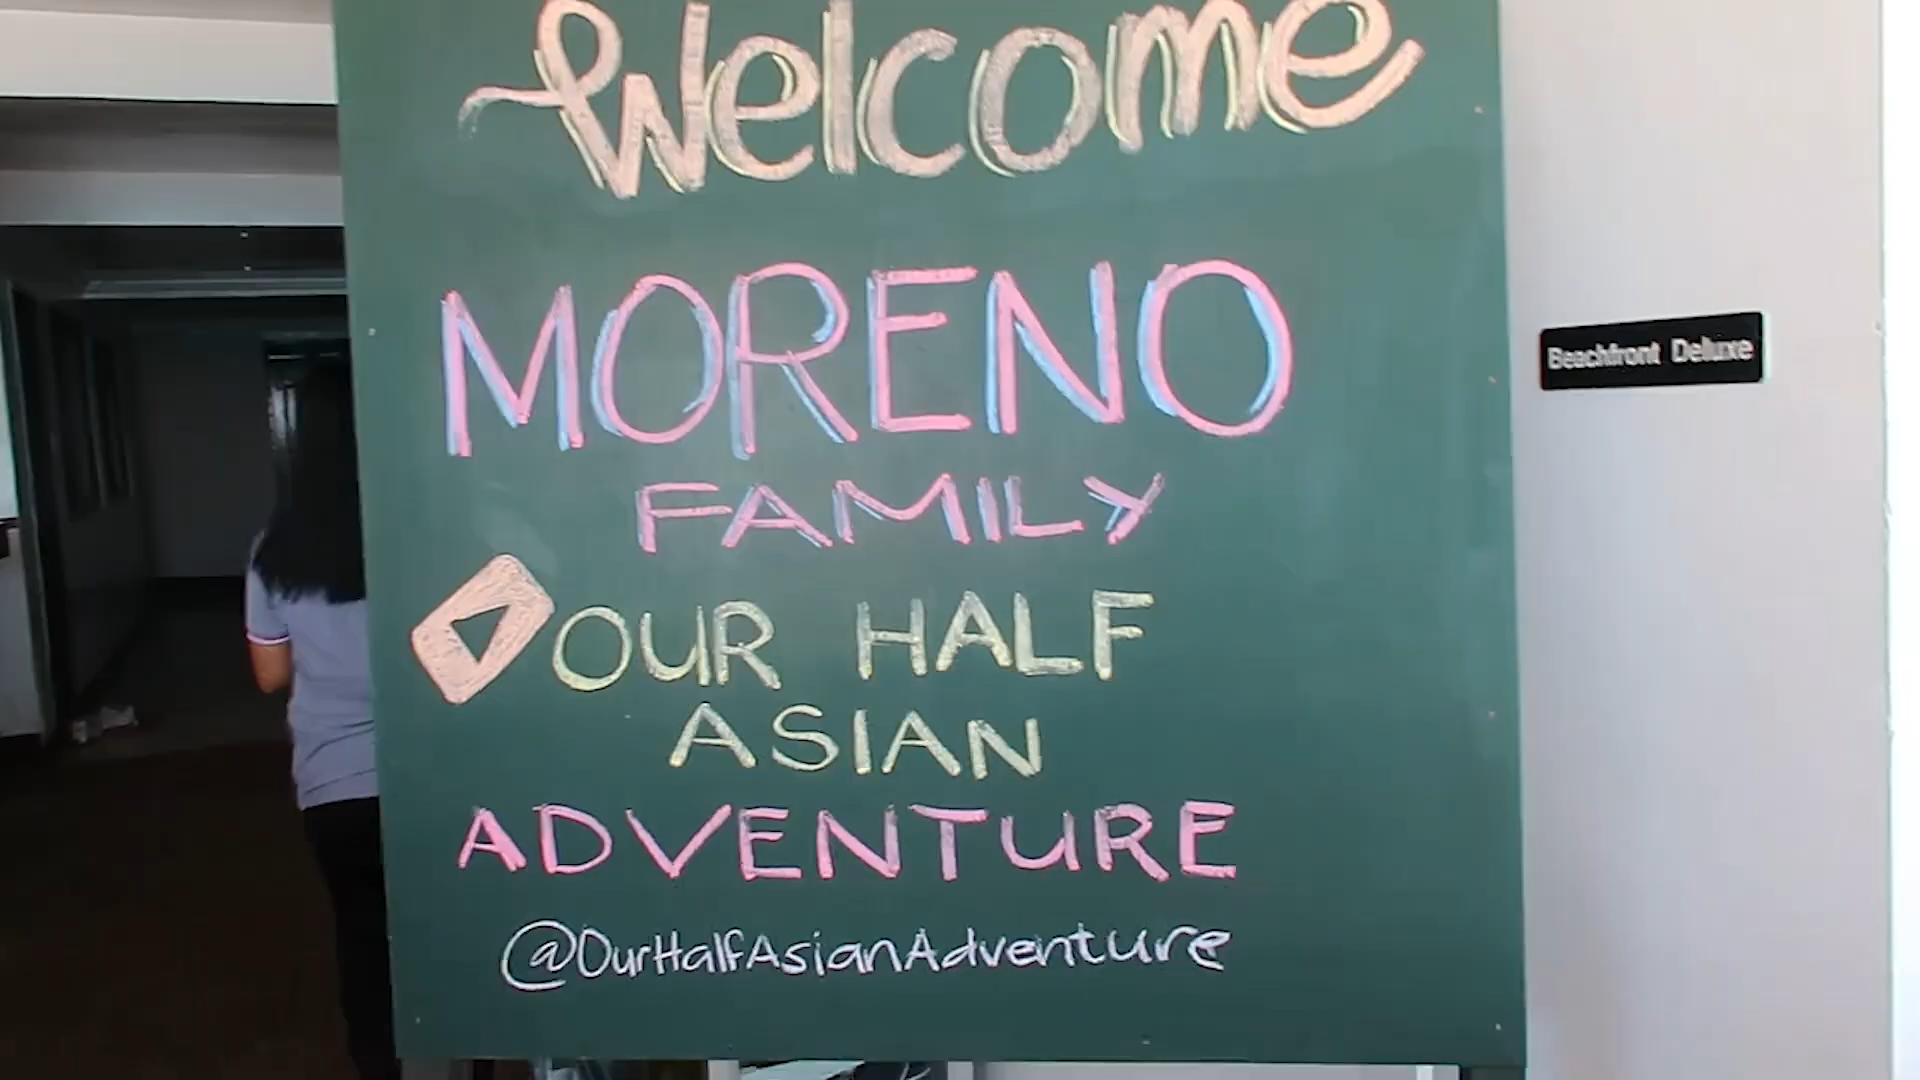 Welcome
MORENO
FAMILY
OUR HALF
ASIAN
ADVENTURE
@OurHalfAsianAdventure
Beachfront Deluxe